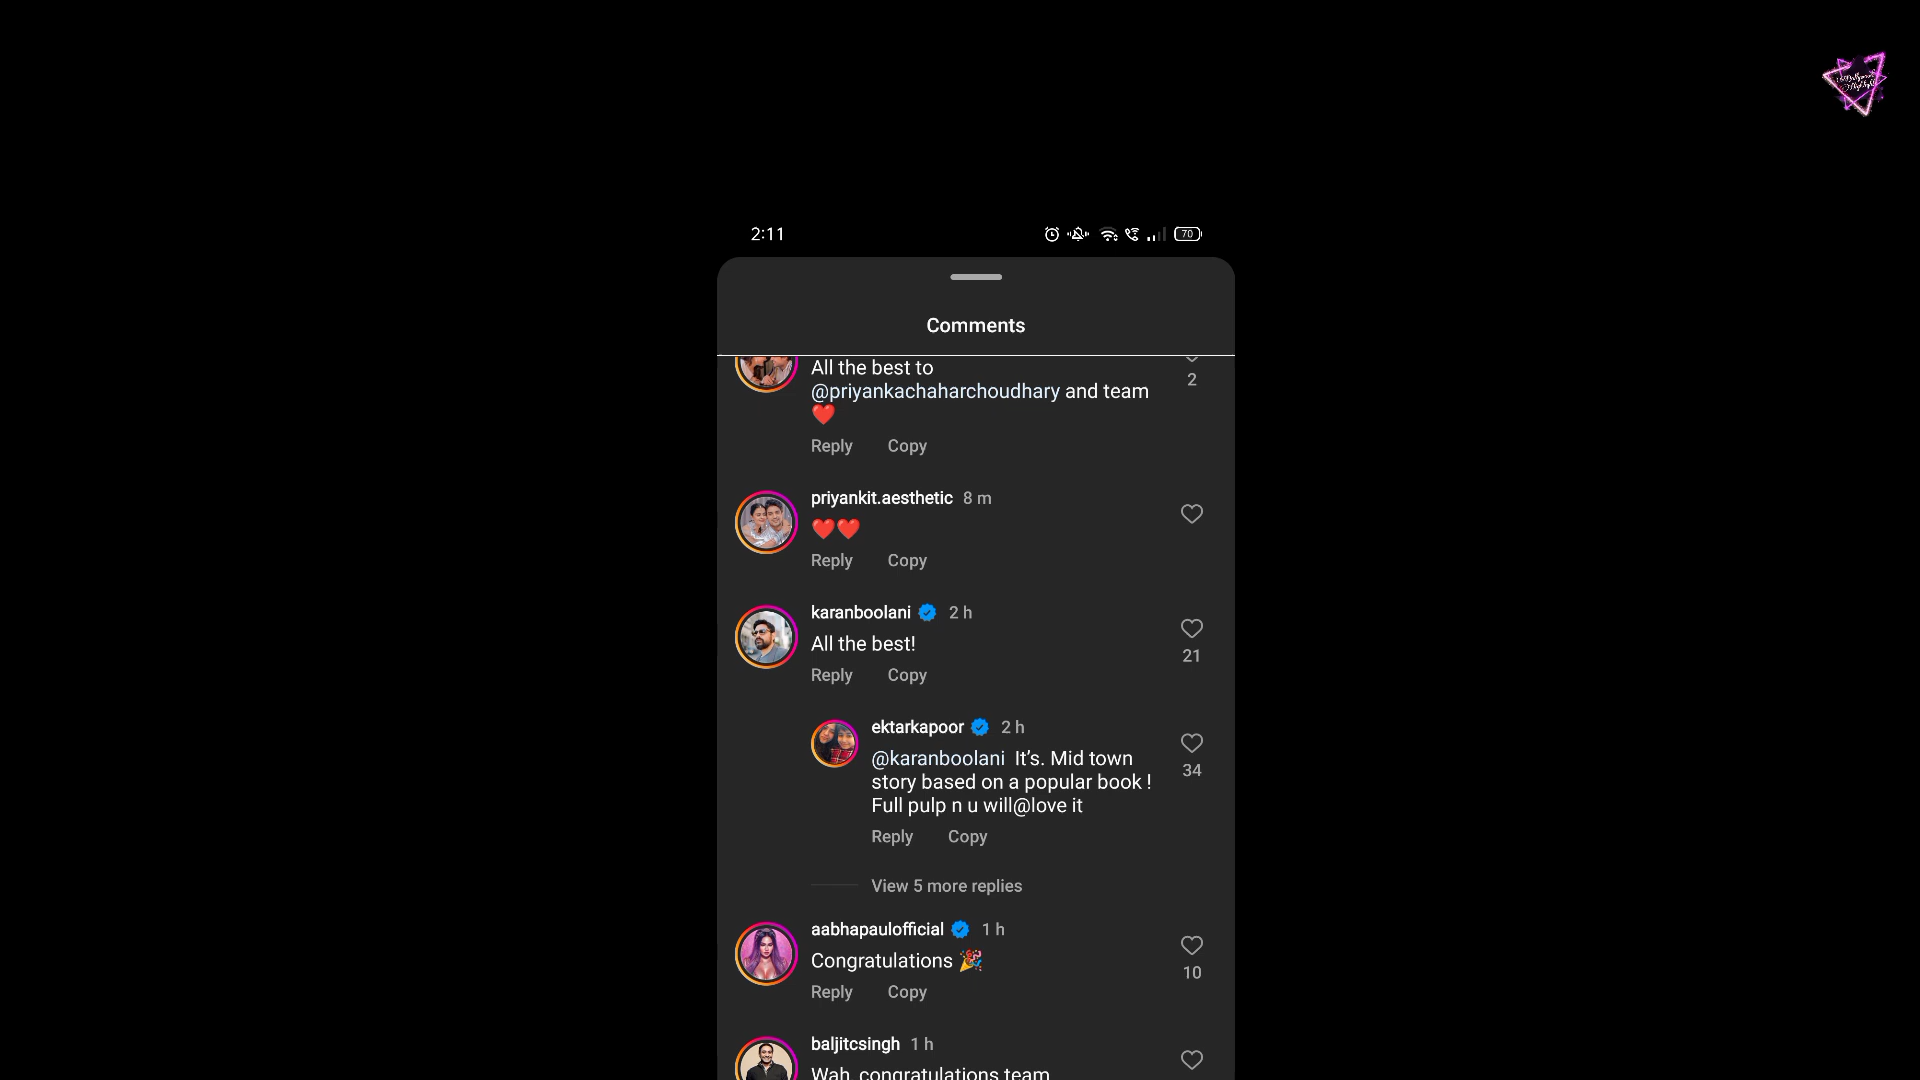 2:11
70
Comments
All the best to
2
@priyankachaharchoudhary and team
❤️
Reply Copy
priyankit.aesthetic 8 m
❤️❤️
Reply Copy
karanboolani 2 h
All the best!
21
Reply Copy
ektarkapoor 2 h
@karanboolani It’s. Mid town
34
story based on a popular book !
Full pulp n u will@love it
Reply Copy
View 5 more replies
aabhapaulofficial 1 h
Congratulations 🎉
10
Reply Copy
baljitcsingh 1 h
Wah, congratulations team